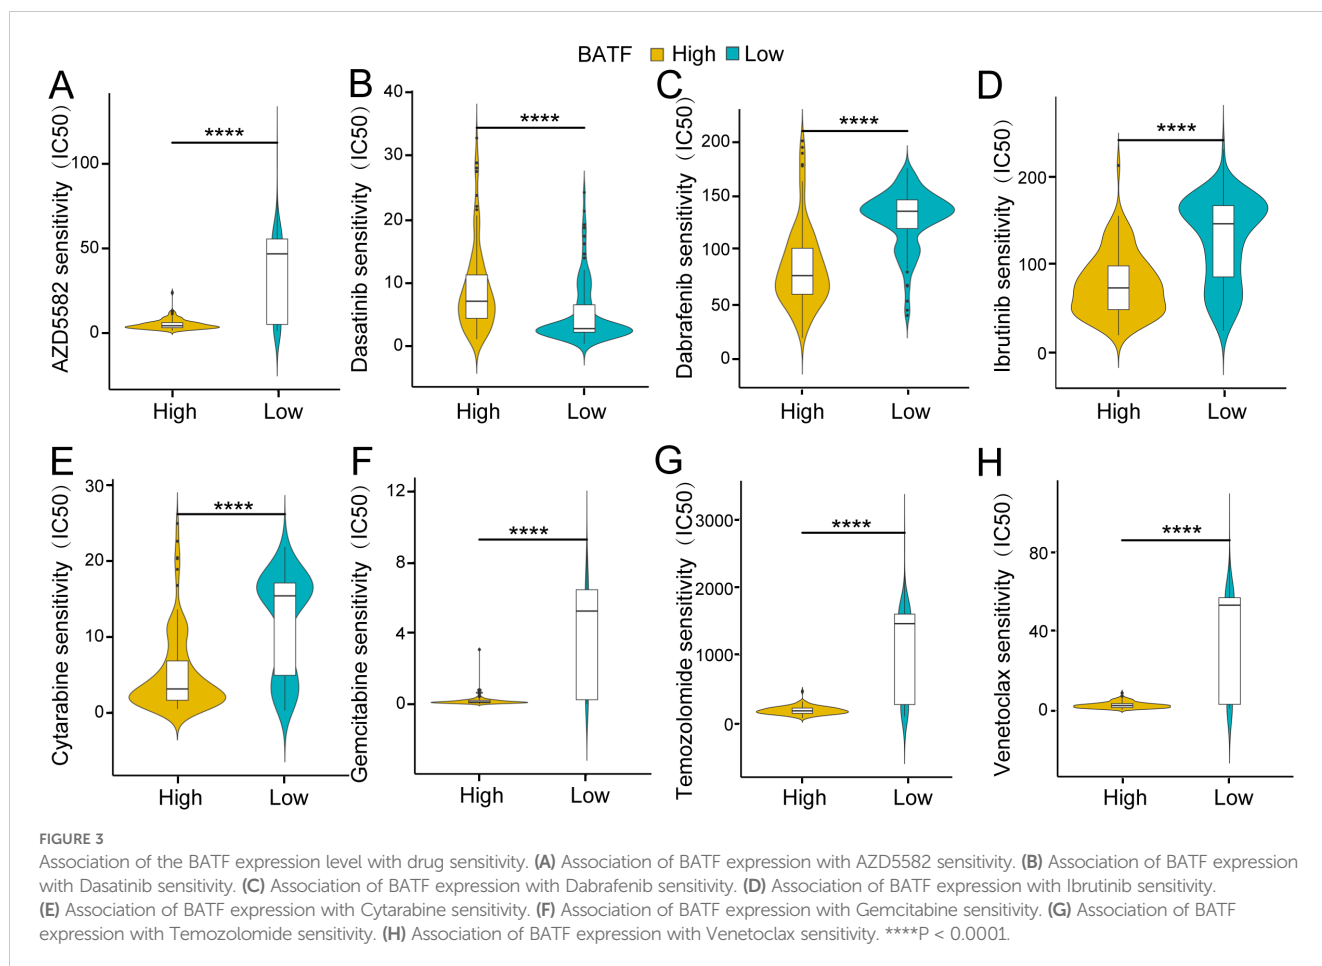 BATF High Low
A
AZD5582 sensitivity（IC50）
100
50
0
****
High Low
B
Dasatinib sensitivity（IC50）
40
30
20
10
0
****
High Low
C
Dabrafenib sensitivity（IC50）
200
150
100
50
0
****
High Low
D
Ibrutinib sensitivity（IC50）
200
100
0
****
High Low
E
Cytarabine sensitivity（IC50）
30
20
10
0
****
High Low
F
Gemcitabine sensitivity（IC50）
12
8
4
0
****
High Low
G
Temozolomide sensitivity（IC50）
3000
2000
1000
0
****
High Low
H
Venetoclax sensitivity（IC50）
80
40
0
****
High Low
FIGURE 3
Association of the BATF expression level with drug sensitivity. (A) Association of BATF expression with AZD5582 sensitivity. (B) Association of BATF expression
with Dasatinib sensitivity. (C) Association of BATF expression with Dabrafenib sensitivity. (D) Association of BATF expression with Ibrutinib sensitivity.
(E) Association of BATF expression with Cytarabine sensitivity. (F) Association of BATF expression with Gemcitabine sensitivity. (G) Association of BATF
expression with Temozolomide sensitivity. (H) Association of BATF expression with Venetoclax sensitivity. ****P < 0.0001.